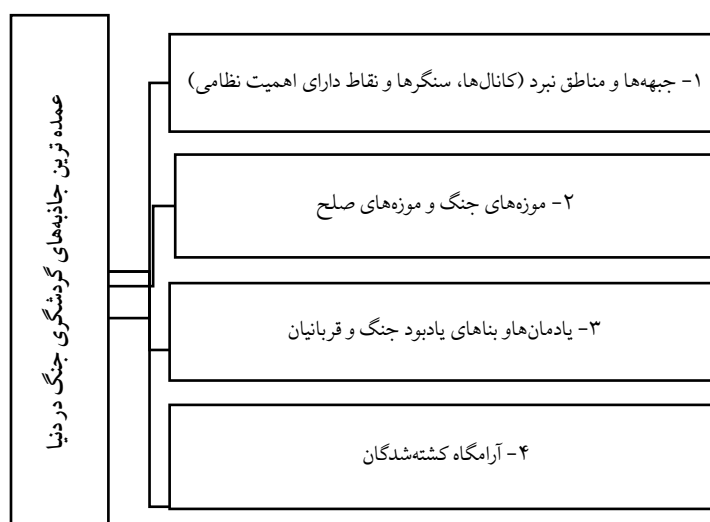 عمده ترین جاذبه‌های گردشگری جنگ در دنیا
۱- جبهه‌ها و مناطق نبرد (کانال‌ها، سنگرها و نقاط دارای اهمیت نظامی)
۲- موزه‌های جنگ و موزه‌های صلح
۳- یادمان‌هاو بناهای یادبود جنگ و قربانیان
۴- آرامگاه کشته‌شدگان